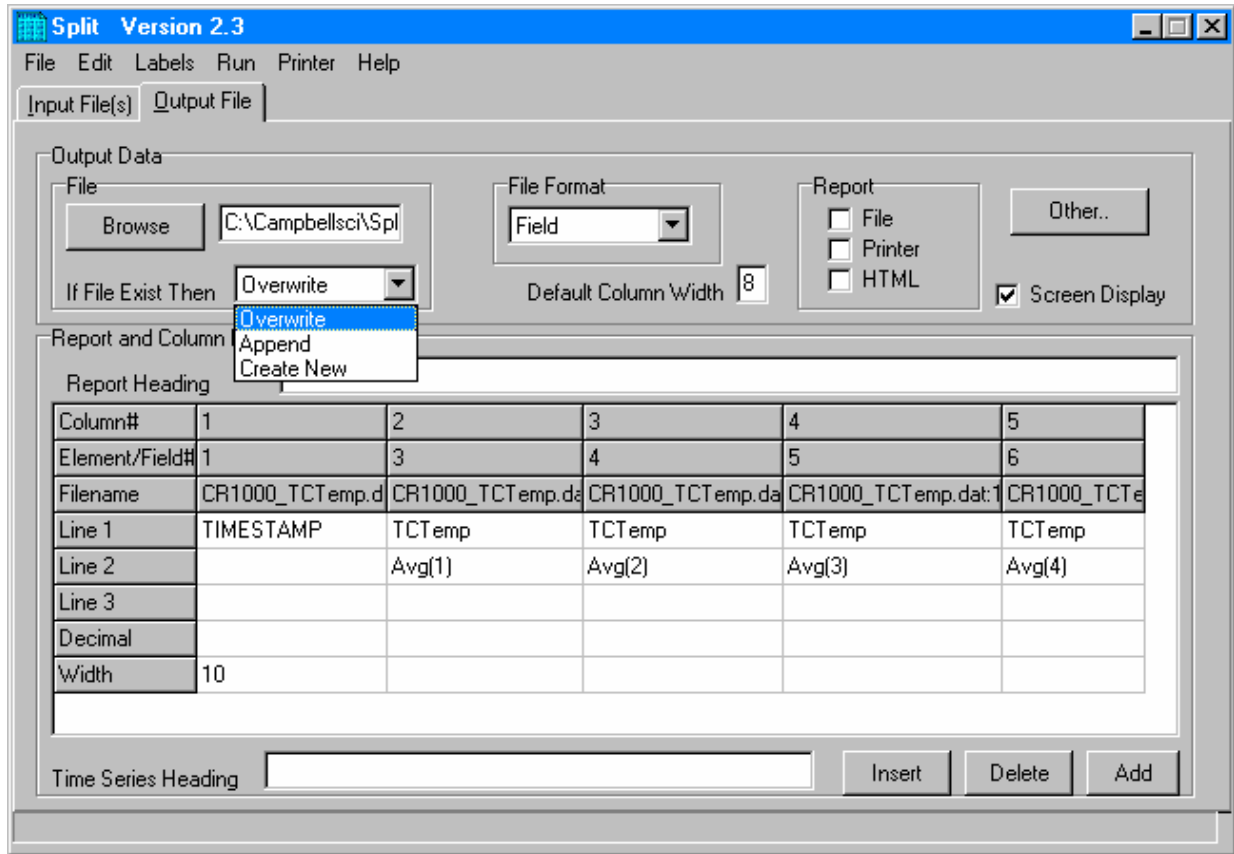 Split Version 2.3
File Edit Labels Run Printer Help
Input File(s) Output File
Output Data
File
File Format
Report
Browse C:\Campbellsci\Spl
Field
File
Printer
HTML
Other..
If File Exist Then Overwrite
Default Column Width 8
Screen Display
Overwrite
Append
Create New
Report and Column
Report Heading
Column# 1 2 3 4 5
Element/Field# 1 3 4 5 6
Filename CR1000_TCTemp.d CR1000_TCTemp.da CR1000_TCTemp.da CR1000_TCTemp.dat:1 CR1000_TCTe
Line 1 TIMESTAMP TCTemp TCTemp TCTemp TCTemp
Line 2 Avg(1) Avg(2) Avg(3) Avg(4)
Line 3
Decimal
Width 10
Time Series Heading Insert Delete Add